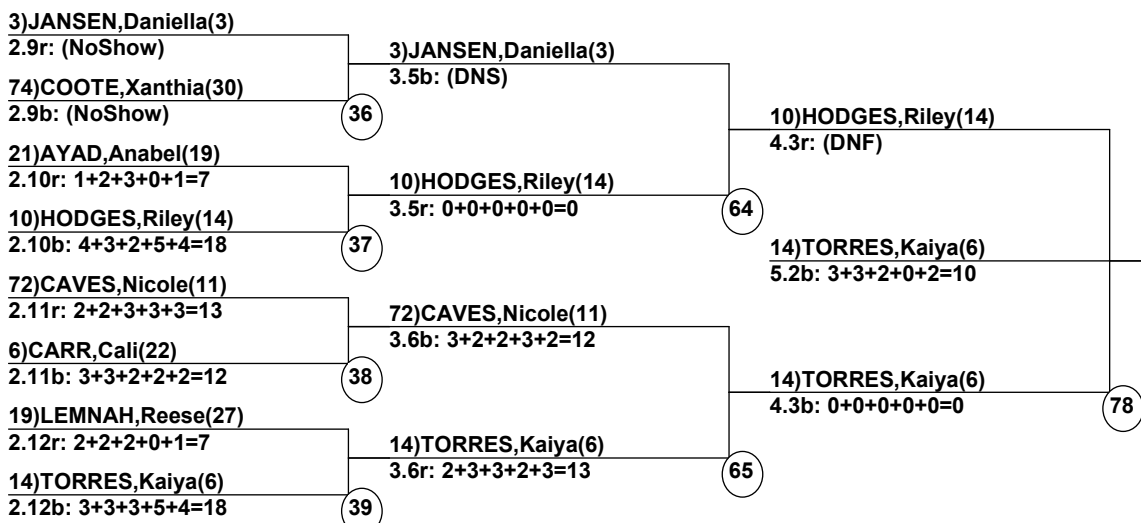 3)JANSEN,Daniella(3)
2.9r: (NoShow)
74)COOTE,Xanthia(30)
2.9b: (NoShow)
36
21)AYAD,Anabel(19)
2.10r: 1+2+3+0+1=7
10)HODGES,Riley(14)
2.10b: 4+3+2+5+4=18
37
72)CAVES,Nicole(11)
2.11r: 2+2+3+3+3=13
6)CARR,Cali(22)
2.11b: 3+3+2+2+2=12
38
19)LEMNAH,Reese(27)
2.12r: 2+2+2+0+1=7
14)TORRES,Kaiya(6)
2.12b: 3+3+3+5+4=18
39
3)JANSEN,Daniella(3)
3.5b: (DNS)
10)HODGES,Riley(14)
3.5r: 0+0+0+0+0=0
64
72)CAVES,Nicole(11)
3.6b: 3+2+2+3+2=12
14)TORRES,Kaiya(6)
3.6r: 2+3+3+2+3=13
65
10)HODGES,Riley(14)
4.3r: (DNF)
14)TORRES,Kaiya(6)
5.2b: 3+3+2+0+2=10
14)TORRES,Kaiya(6)
4.3b: 0+0+0+0+0=0
78